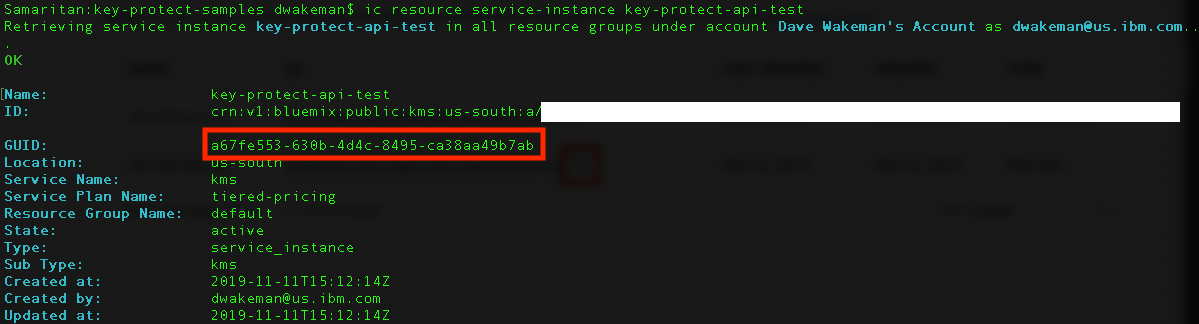 Samaritan:key-protect-samples dwakeman$ ic resource service-instance key-protect-api-test
Retrieving service instance key-protect-api-test in all resource groups under account Dave Wakeman's Account as dwakeman@us.ibm.com..
.
OK
Name: key-protect-api-test
ID: crn:v1:bluemix:public:kms:us-south:a/
GUID: a67fe553-630b-4d4c-8495-ca38aa49b7ab
Location: us-south
Service Name: kms
Service Plan Name: tiered-pricing
Resource Group Name: default
State: active
Type: service_instance
Sub Type: kms
Created at: 2019-11-11T15:12:14Z
Created by: dwakeman@us.ibm.com
Updated at: 2019-11-11T15:12:14Z